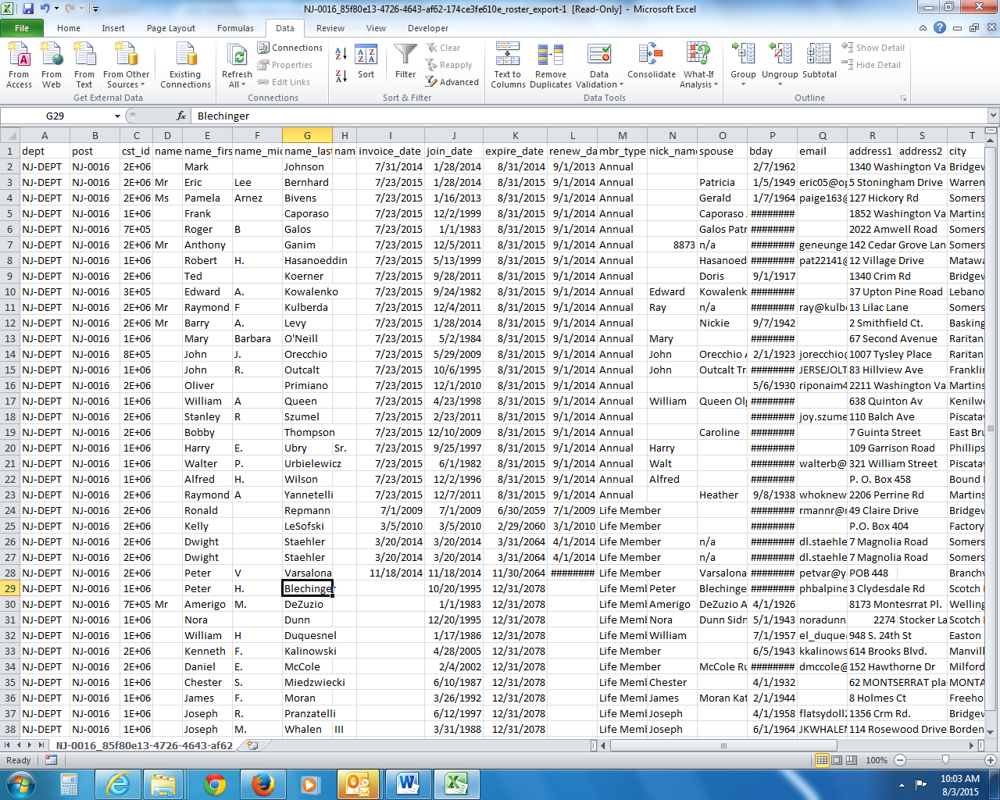 NJ-0016_85f80e13-4726-4643-af62-174ce3fe610e_roster_export-1 [Read-Only] - Microsoft Excel
File Home Insert Page Layout Formulas Data Review View Developer
From Access From Web From Text From Other Sources Existing Connections Refresh All Connections Properties Edit Links Sort Filter Clear Reapply Advanced Text to Columns Remove Duplicates Data Validation Consolidate What-If Analysis Group Ungroup Subtotal Show Detail Hide Detail
Get External Data Connections Sort & Filter Data Tools Outline
G29 fx Blechinger
A B C D E F G H I J K L M N O P Q R S T
1 dept post cst_id name name_firs name_mid name_last nam invoice_date join_date expire_date renew_da mbr_type nick_name spouse bday email address1 address2 city
2 NJ-DEPT NJ-0016 2E+06 Mark Johnson 7/31/2014 1/28/2014 8/31/2014 9/1/2013 Annual 2/7/1962 1340 Washington Va Bridgew
3 NJ-DEPT NJ-0016 2E+06 Mr Eric Lee Bernhard 7/23/2015 1/28/2014 8/31/2015 9/1/2014 Annual Patricia 1/5/1949 eric05@op 5 Stoningham Drive Warren
4 NJ-DEPT NJ-0016 2E+06 Ms Pamela Arnez Bivens 7/23/2015 1/16/2013 8/31/2015 9/1/2014 Annual Gerald 1/7/1964 paige163@ 127 Hickory Rd Somers
5 NJ-DEPT NJ-0016 1E+06 Frank Caporaso 7/23/2015 12/2/1999 8/31/2015 9/1/2014 Annual Caporaso ######## 1852 Washington Va Martins
6 NJ-DEPT NJ-0016 7E+05 Roger B Galos 7/23/2015 1/1/1983 8/31/2015 9/1/2014 Annual Galos Patr ######## 2022 Amwell Road Somers
7 NJ-DEPT NJ-0016 2E+06 Mr Anthony Ganim 7/23/2015 12/5/2011 8/31/2015 9/1/2014 Annual 8873 n/a ######## geneunge 142 Cedar Grove Lan Somers
8 NJ-DEPT NJ-0016 1E+06 Robert H. Hasanoeddin 7/23/2015 5/13/1999 8/31/2015 9/1/2014 Annual Hasanoed ######## pat22141@ 12 Village Drive Matawa
9 NJ-DEPT NJ-0016 2E+06 Ted Koerner 7/23/2015 9/28/2011 8/31/2015 9/1/2014 Annual Doris 9/1/1917 1340 Crim Rd Bridgew
10 NJ-DEPT NJ-0016 3E+05 Edward A. Kowalenko 7/23/2015 9/24/1982 8/31/2015 9/1/2014 Annual Edward Kowalenk ######## 37 Upton Pine Road Lebano
11 NJ-DEPT NJ-0016 2E+06 Mr Raymond F Kulberda 7/23/2015 12/4/2011 8/31/2015 9/1/2014 Annual Ray n/a ######## ray@kulb 13 Lilac Lane Somers
12 NJ-DEPT NJ-0016 2E+06 Mr Barry A. Levy 7/23/2015 1/28/2014 8/31/2015 9/1/2014 Annual Nickie 9/7/1942 2 Smithfield Ct. Basking
13 NJ-DEPT NJ-0016 1E+06 Mary Barbara O'Neill 7/23/2015 5/2/1984 8/31/2015 9/1/2014 Annual Mary ######## 67 Second Avenue Raritan
14 NJ-DEPT NJ-0016 8E+05 John J. Orecchio 7/23/2015 5/29/2009 8/31/2015 9/1/2014 Annual John Orecchio A 2/1/1923 jorecchio@ 1007 Tysley Place Raritan
15 NJ-DEPT NJ-0016 1E+06 John R. Outcalt 7/23/2015 10/6/1995 8/31/2015 9/1/2014 Annual John Outcalt Tr ######## JERSEJOLT 83 Hillview Ave Franklin
16 NJ-DEPT NJ-0016 2E+06 Oliver Primiano 7/23/2015 12/1/2010 8/31/2015 9/1/2014 Annual 5/6/1930 riponaim4 2211 Washington Va Martins
17 NJ-DEPT NJ-0016 1E+06 William A Queen 7/23/2015 4/23/1998 8/31/2015 9/1/2014 Annual William Queen Olg ######## 638 Quinton Av Kenilw
18 NJ-DEPT NJ-0016 2E+06 Stanley R Szumel 7/23/2015 2/23/2011 8/31/2015 9/1/2014 Annual ######## joy.szume 110 Balch Ave Piscatav
19 NJ-DEPT NJ-0016 2E+06 Bobby Thompson 7/23/2015 12/10/2009 8/31/2015 9/1/2014 Annual Caroline ######## 7 Guinta Street East Bru
20 NJ-DEPT NJ-0016 1E+06 Harry E. Ubry Sr. 7/23/2015 9/25/1997 8/31/2015 9/1/2014 Annual Harry ######## 109 Garrison Road Phillips
21 NJ-DEPT NJ-0016 1E+06 Walter P. Urbielewicz 7/23/2015 6/1/1982 8/31/2015 9/1/2014 Annual Walt ######## walterb@ 321 William Street Piscatav
22 NJ-DEPT NJ-0016 1E+06 Alfred H. Wilson 7/23/2015 12/2/1996 8/31/2015 9/1/2014 Annual Alfred ######## P. O. Box 458 Bound
23 NJ-DEPT NJ-0016 2E+06 Raymond A Yannetelli 7/23/2015 12/7/2011 8/31/2015 9/1/2014 Annual Heather 9/8/1938 whoknew 2206 Perrine Rd Martins
24 NJ-DEPT NJ-0016 2E+06 Ronald Repmann 7/1/2009 7/1/2009 6/30/2059 7/1/2009 Life Member ######## rmannr@r 49 Claire Drive Bridgew
25 NJ-DEPT NJ-0016 2E+06 Kelly LeSofski 3/5/2010 3/5/2010 2/29/2060 3/1/2010 Life Member ######## P.O. Box 404 Factory
26 NJ-DEPT NJ-0016 2E+06 Dwight Staehler 3/20/2014 3/20/2014 3/31/2064 4/1/2014 Life Member n/a ######## dl.staehle 7 Magnolia Road Somers
27 NJ-DEPT NJ-0016 2E+06 Dwight Staehler 3/20/2014 3/20/2014 3/31/2064 4/1/2014 Life Member n/a ######## dl.staehle 7 Magnolia Road Somers
28 NJ-DEPT NJ-0016 2E+06 Peter V Varsalona 11/18/2014 11/18/2014 11/30/2064 ######## Life Member Varsalona ######## petvar@y POB 448 Branchv
29 NJ-DEPT NJ-0016 1E+06 Peter H. Blechinger 10/20/1995 12/31/2078 Life Meml Peter Blechinge ######## phbalpine 3 Clydesdale Rd Scotch
30 NJ-DEPT NJ-0016 7E+05 Mr Amerigo M. DeZuzio 1/1/1983 12/31/2078 Life Meml Amerigo DeZuzio A 4/1/1926 8173 Montesrrat Pl. Welling
31 NJ-DEPT NJ-0016 1E+06 Nora Dunn 12/20/1995 12/31/2078 Life Meml Nora Dunn Sidn 5/1/1943 noradunn 2274 Stocker La Scotch
32 NJ-DEPT NJ-0016 1E+06 William H Duquesnel 1/17/1986 12/31/2078 Life Meml William 7/1/1957 el_duque 948 S. 24th St Easton
33 NJ-DEPT NJ-0016 2E+06 Kenneth F. Kalinowski 4/28/2005 12/31/2078 Life Member 6/5/1943 kkalinows 614 Brooks Blvd. Manvil
34 NJ-DEPT NJ-0016 2E+06 Daniel E. McCole 2/4/2002 12/31/2078 Life Member McCole Ru ######## dmccole@ 152 Hawthorne Dr Milford
35 NJ-DEPT NJ-0016 1E+06 Chester S. Miedzwiecki 6/10/1987 12/31/2078 Life Meml Chester 4/1/1932 62 MONTSERRAT pla MONTA
36 NJ-DEPT NJ-0016 1E+06 James F. Moran 3/26/1992 12/31/2078 Life Meml James Moran Kat 2/1/1944 8 Holmes Ct Freeho
37 NJ-DEPT NJ-0016 1E+06 Joseph R. Pranzatelli 6/12/1997 12/31/2078 Life Meml Joseph 4/1/1958 flatsydoll 1356 Crm Rd. Bridgew
38 NJ-DEPT NJ-0016 1E+06 Joseph M. Whalen III 3/31/1988 12/31/2078 Life Meml Joseph 6/1/1964 JKWHALEN 114 Rosewood Drive Borden
NJ-0016_85f80e13-4726-4643-af62
Ready 100%
10:03 AM
8/3/2015